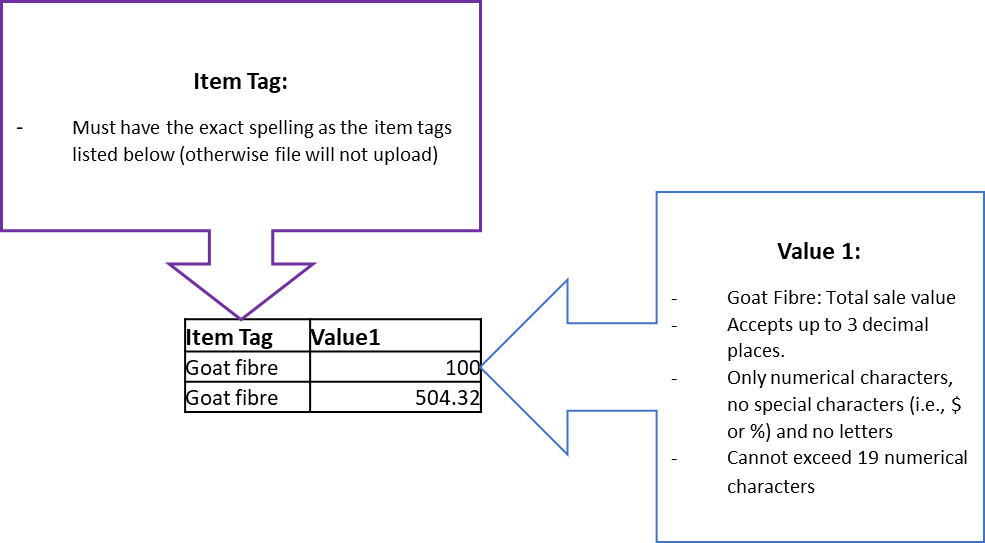 Item Tag:
- Must have the exact spelling as the item tags
listed below (otherwise file will not upload)
Value 1:
- Goat Fibre: Total sale value
- Accepts up to 3 decimal
places.
- Only numerical characters,
no special characters (i.e., $
or %) and no letters
- Cannot exceed 19 numerical
characters
Item Tag Value1
Goat fibre 100
Goat fibre 504.32